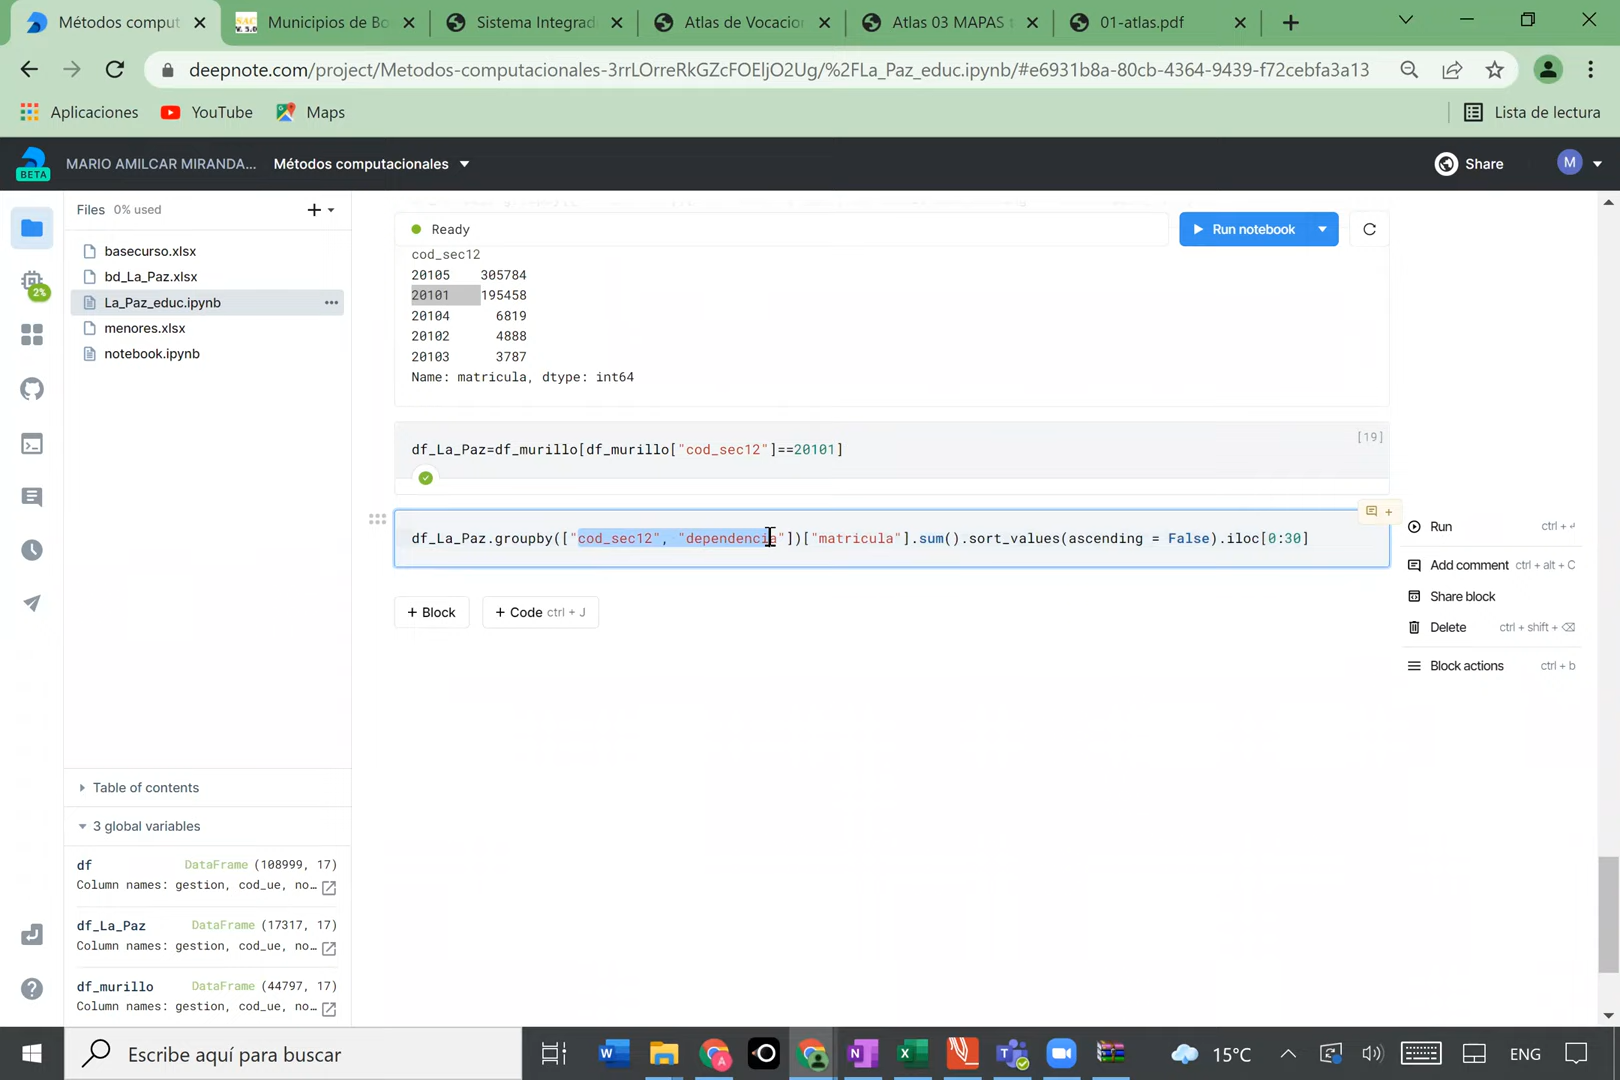 Métodos comput
Municipios de Bo
Sistema Integrad
Atlas de Vocacion
Atlas 03 MAPAS
01-atlas.pdf
deepnote.com/project/Metodos-computacionales-3rrLOrreRkGZcFOEljO2Ug/%2FLa_Paz_educ.ipynb/#e6931b8a-80cb-4364-9439-f72cebfa3a13
Aplicaciones YouTube Maps Lista de lectura
BETA MARIO AMILCAR MIRANDA... Métodos computacionales Share M
Files 0% used
basecurso.xlsx
bd_La_Paz.xlsx
La_Paz_educ.ipynb
menores.xlsx
notebook.ipynb
2%
Ready Run notebook
cod_sec12
20105 305784
20101 195458
20104 6819
20102 4888
20103 3787
Name: matricula, dtype: int64
[19]
df_La_Paz=df_murillo[df_murillo["cod_sec12"]==20101]
df_La_Paz.groupby(["cod_sec12", "dependencia"])["matricula"].sum().sort_values(ascending = False).iloc[0:30]
Run ctrl + ⏎
Add comment ctrl + alt + C
Share block
Delete ctrl + shift + ⌫
Block actions ctrl + b
+ Block + Code ctrl + J
Table of contents
3 global variables
df DataFrame (108999, 17)
Column names: gestion, cod_ue, no...
df_La_Paz DataFrame (17317, 17)
Column names: gestion, cod_ue, no...
df_murillo DataFrame (44797, 17)
Column names: gestion, cod_ue, no...
Escribe aquí para buscar
15°C ENG